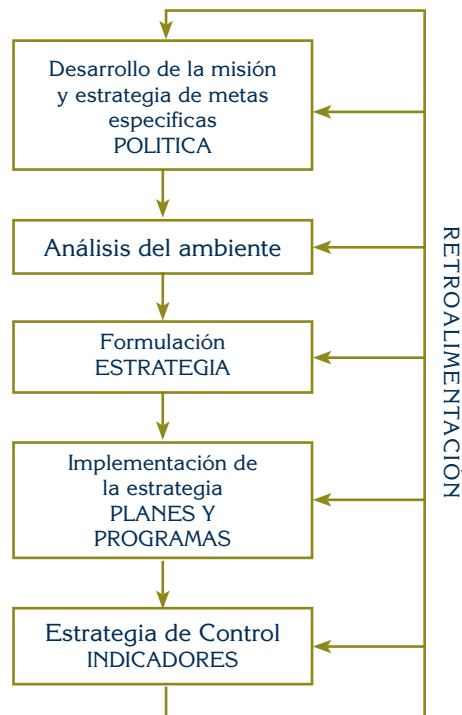 Desarrollo de la misión
y estrategia de metas
especificas
POLITICA
Análisis del ambiente
Formulación
ESTRATEGIA
Implementación de
la estrategia
PLANES Y
PROGRAMAS
Estrategia de Control
INDICADORES
RETROALIMENTACIÓN